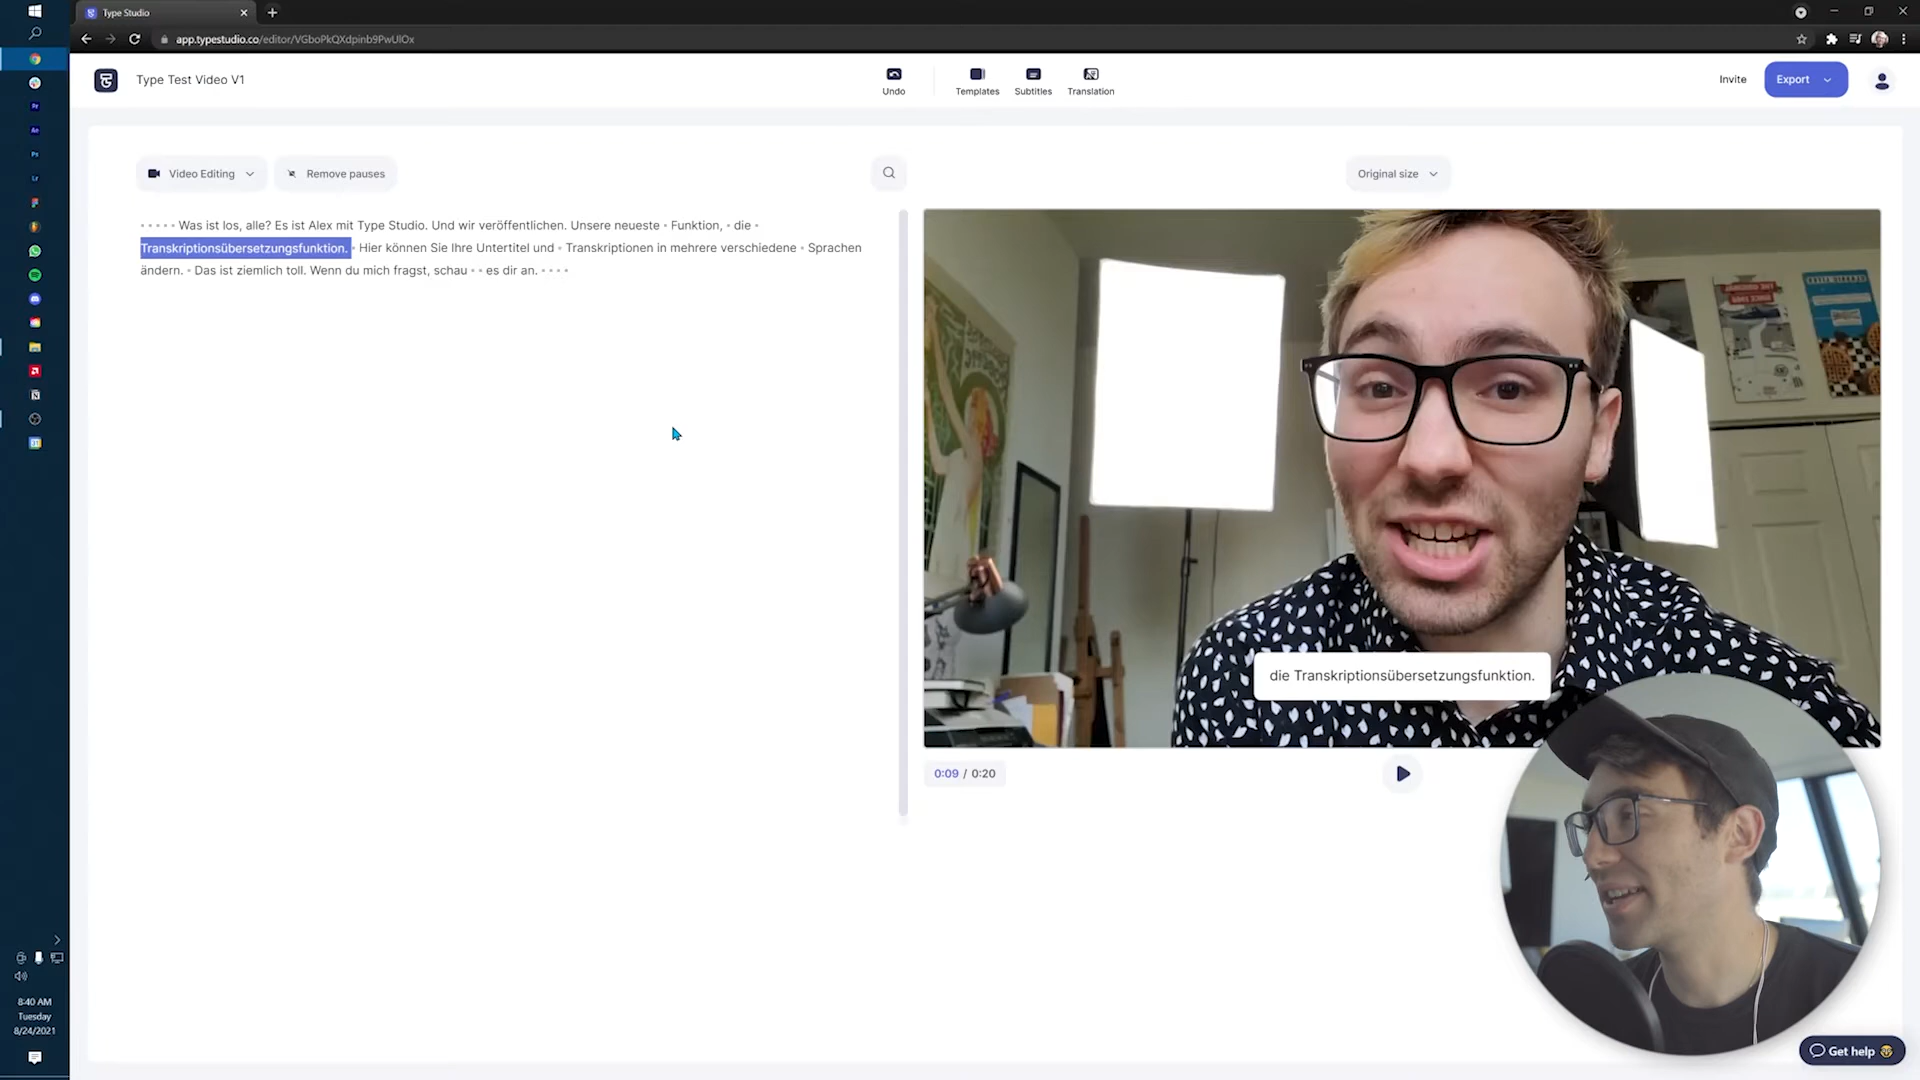 Type Studio
app.typestudio.co/editor/VGboPkQXdpinb9PwUlOx
Type Test Video V1
Undo
Templates
Subtitles
Translation
Invite
Export
Video Editing
Remove pauses
Original size
Was ist los, alle? Es ist Alex mit Type Studio. Und wir veröffentlichen. Unsere neueste • Funktion, • die •
Transkriptionsübersetzungsfunktion. • Hier können Sie Ihre Untertitel und • Transkriptionen in mehrere verschiedene • Sprachen
ändern. • Das ist ziemlich toll. Wenn du mich fragst, schau • • es dir an. • • • •
die Transkriptionsübersetzungsfunktion.
0:09 / 0:20
8:40 AM
Tuesday
8/24/2021
Get help